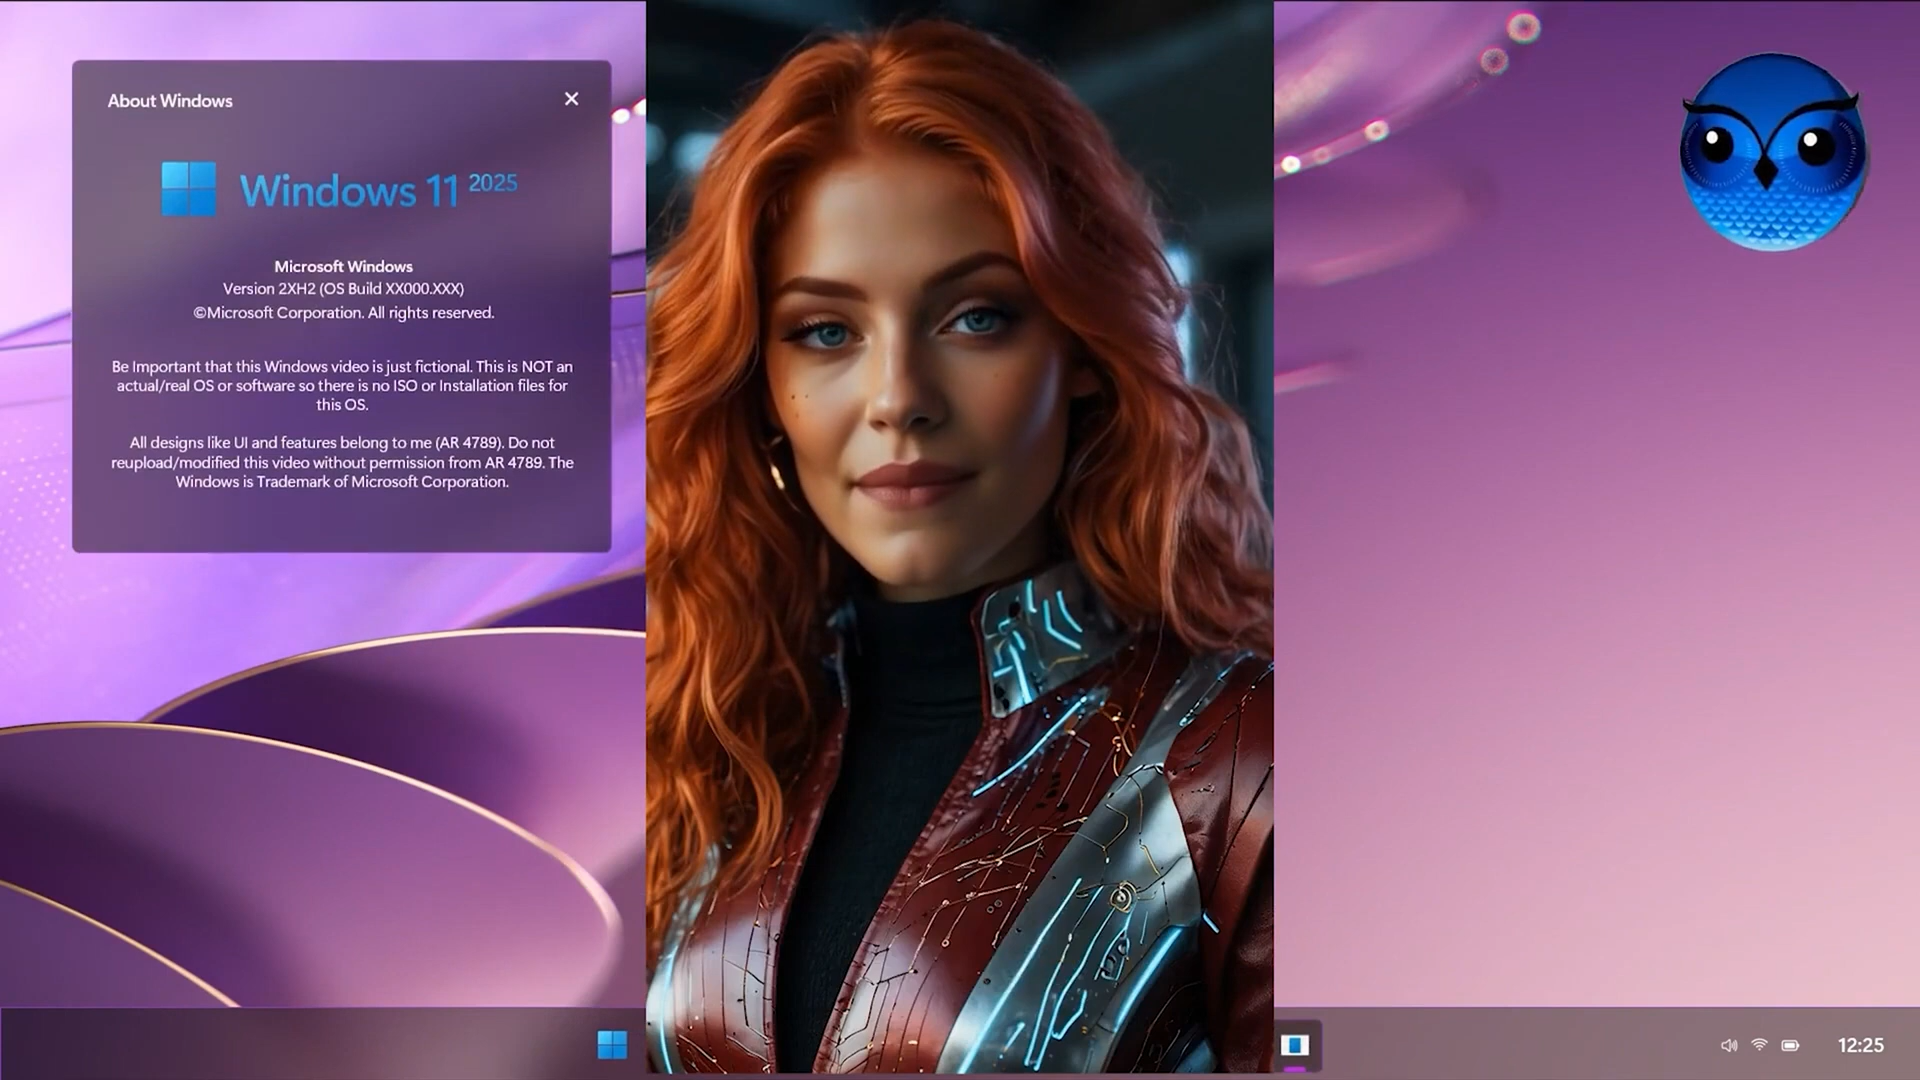 About Windows
Windows 11 2025
Microsoft Windows
Version 2XH2 (OS Build XX000.XXX)
©Microsoft Corporation. All rights reserved.
Be Important that this Windows video is just fictional. This is NOT an
actual/real OS or software so there is no ISO or Installation files for
this OS.
All designs like UI and features belong to me (AR 4789). Do not
reupload/modified this video without permission from AR 4789. The
Windows is Trademark of Microsoft Corporation.
12:25